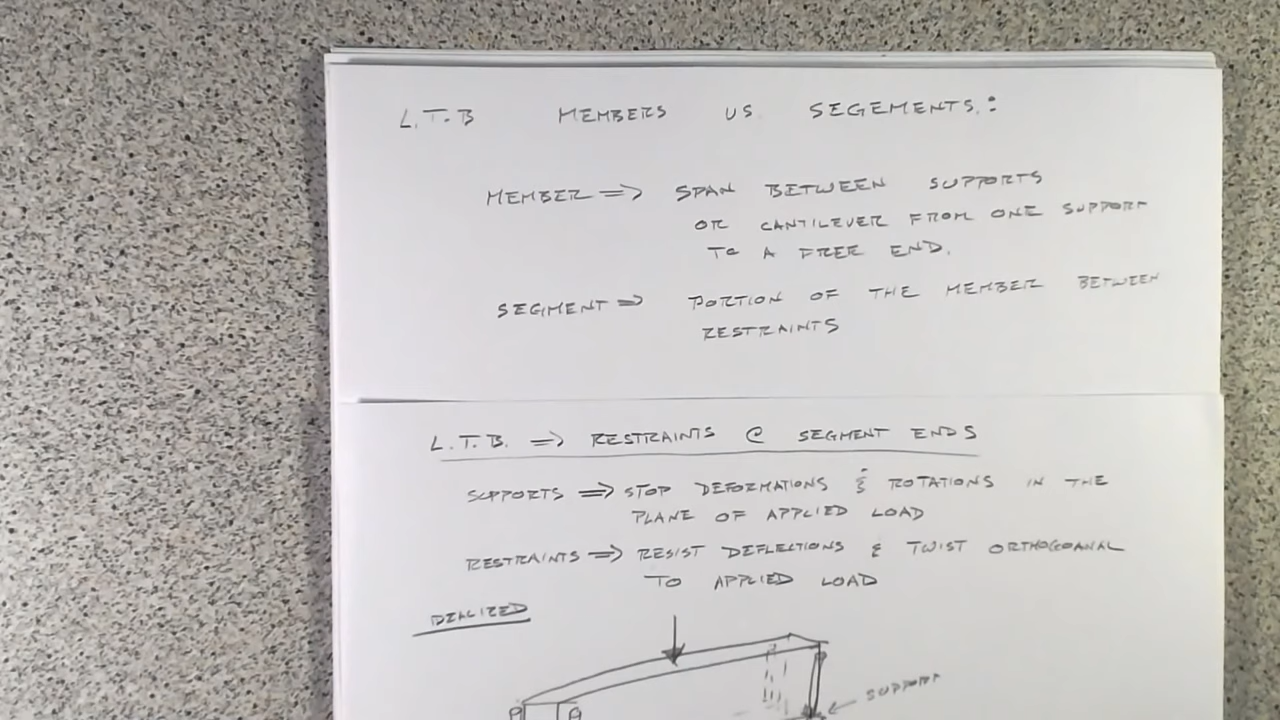 L.T.B MEMBERS VS SEGEMENTS:
MEMBER ⇒ SPAN BETWEEN SUPPORTS
OR CANTILEVER FROM ONE SUPPORT
TO A FREE END.
SEGMENT ⇒ PORTION OF THE MEMBER BETWEEN
RESTRAINTS
L.T.B. ⇒ RESTRAINTS @ SEGMENT ENDS
SUPPORTS ⇒ STOP DEFORMATIONS & ROTATIONS IN THE
PLANE OF APPLIED LOAD
RESTRAINTS ⇒ RESIST DEFLECTIONS & TWIST ORTHOGOANAL
TO APPLIED LOAD
IDEALIZED
SUPPORT